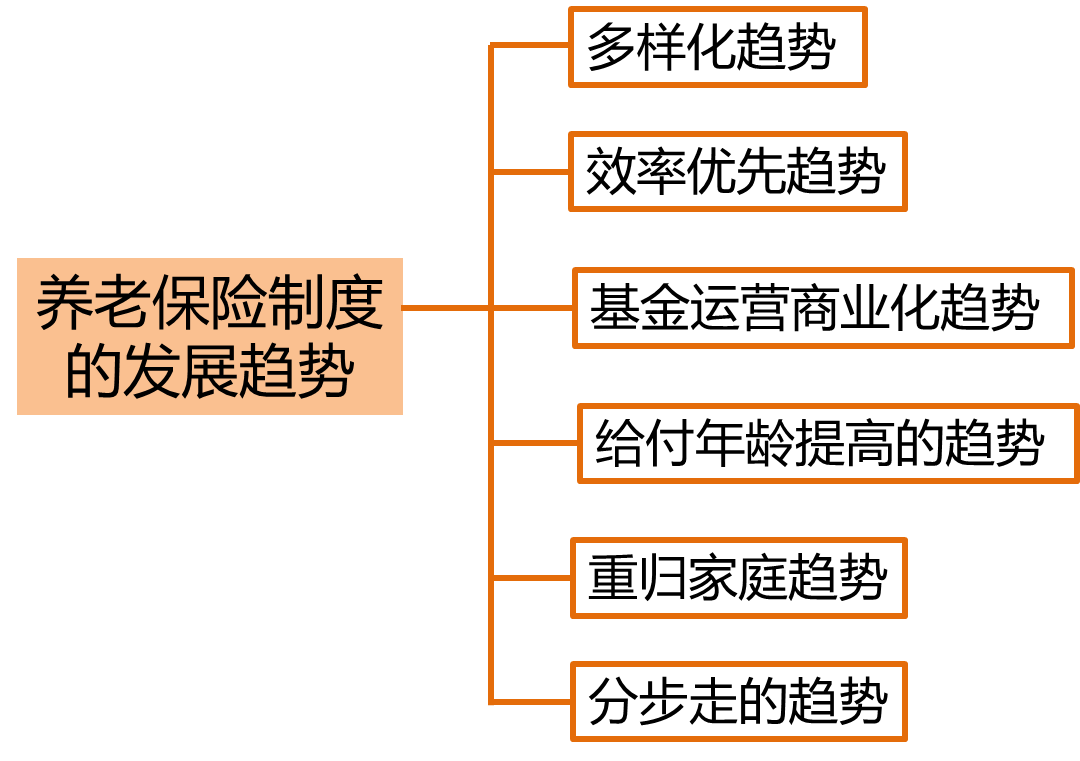 养老保险制度
的发展趋势
多样化趋势
效率优先趋势
基金运营商业化趋势
给付年龄提高的趋势
重归家庭趋势
分步走的趋势